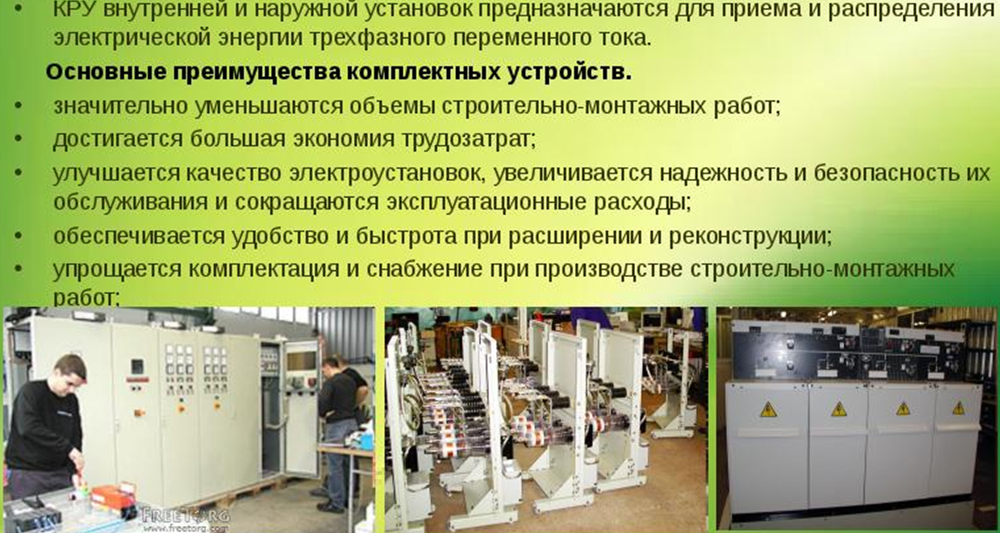 • КРУ внутренней и наружной установок предназначаются для приема и распределения
электрической энергии трехфазного переменного тока.
Основные преимущества комплектных устройств.
• значительно уменьшаются объемы строительно-монтажных работ;
• достигается большая экономия трудозатрат;
• улучшается качество электроустановок, увеличивается надежность и безопасность их
обслуживания и сокращаются эксплуатационные расходы;
• обеспечивается удобство и быстрота при расширении и реконструкции;
• упрощается комплектация и снабжение при производстве строительно-монтажных
работ;
FREETORG
www.freetorg.com